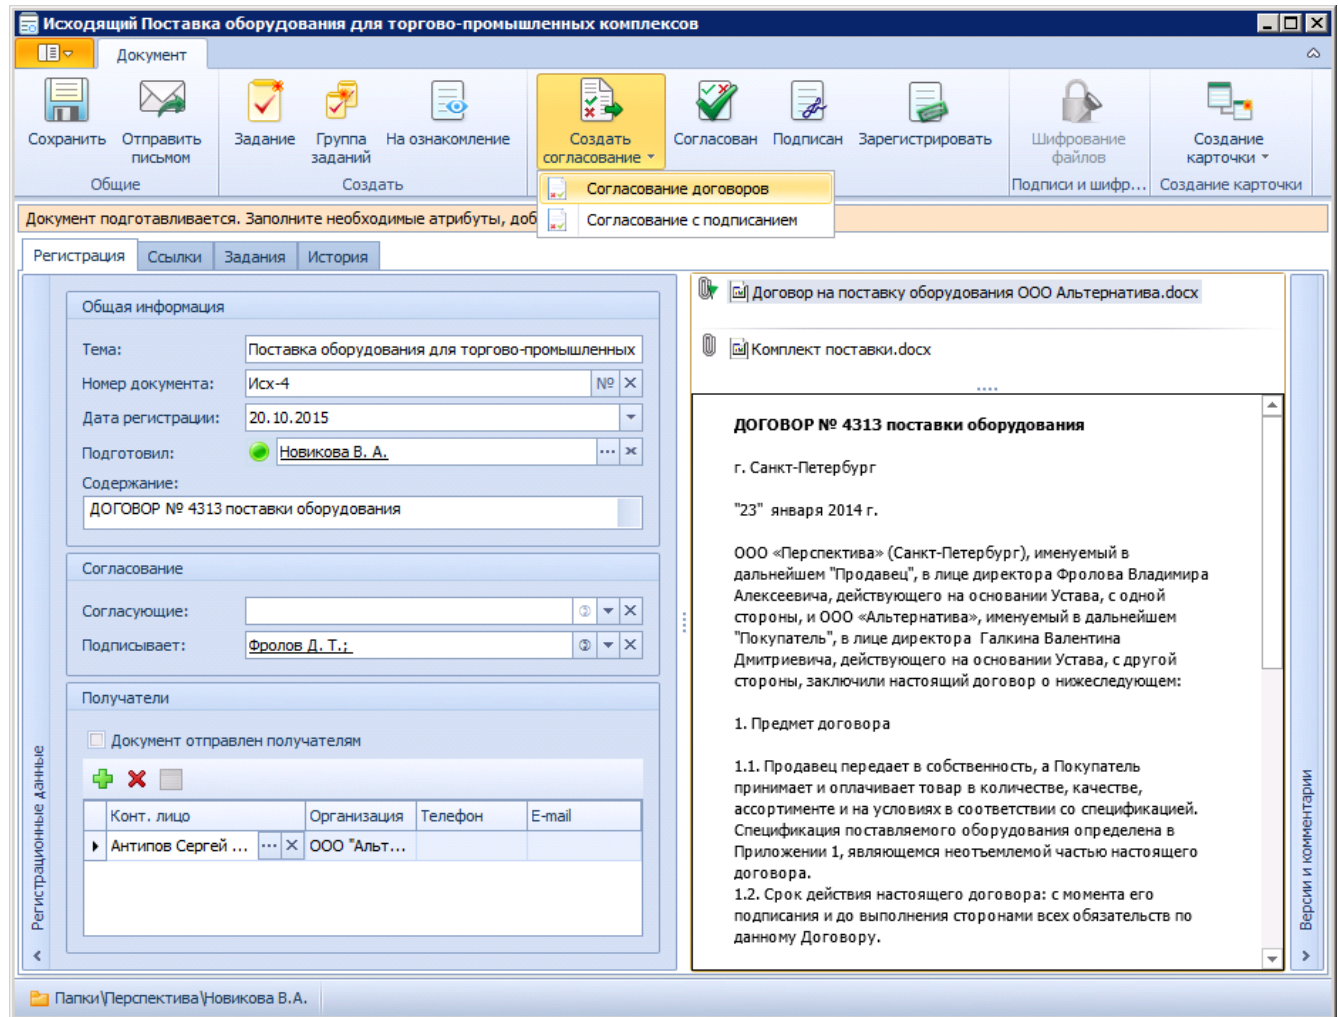 Исходящий Поставка оборудования для торгово-промышленных комплексов
Документ
Сохранить
Отправить
письмом
Задание
Группа
заданий
На ознакомление
Создать
согласование
Согласован
Подписан
Зарегистрировать
Шифрование
файлов
Создание
карточки
Общие
Создать
Подписи и шифр...
Создание карточки
Согласование договоров
Согласование с подписанием
Документ подготавливается. Заполните необходимые атрибуты, доб
Регистрация
Ссылки
Задания
История
Регистрационные данные
Общая информация
Тема:
Поставка оборудования для торгово-промышленных
Номер документа:
Исх-4
№
Дата регистрации:
20.10.2015
Подготовил:
Новикова В. А.
Содержание:
ДОГОВОР № 4313 поставки оборудования
Согласование
Согласующие:
Подписывает:
Фролов Д. Т.;
Получатели
Документ отправлен получателям
Конт. лицо
Организация
Телефон
E-mail
Антипов Сергей ...
ООО "Альт...
Договор на поставку оборудования ООО Альтернатива.docx
Комплект поставки.docx
ДОГОВОР № 4313 поставки оборудования
г. Санкт-Петербург
"23" января 2014 г.
ООО «Перспектива» (Санкт-Петербург), именуемый в
дальнейшем "Продавец", в лице директора Фролова Владимира
Алексеевича, действующего на основании Устава, с одной
стороны, и ООО «Альтернатива», именуемый в дальнейшем
"Покупатель", в лице директора Галкина Валентина
Дмитриевича, действующего на основании Устава, с другой
стороны, заключили настоящий договор о нижеследующем:
1. Предмет договора
1.1. Продавец передает в собственность, а Покупатель
принимает и оплачивает товар в количестве, качестве,
ассортименте и на условиях в соответствии со спецификацией.
Спецификация поставляемого оборудования определена в
Приложении 1, являющемся неотъемлемой частью настоящего
договора.
1.2. Срок действия настоящего договора: с момента его
подписания и до выполнения сторонами всех обязательств по
данному Договору.
Версии и комментарии
Папки\Перспектива\Новикова В.А.